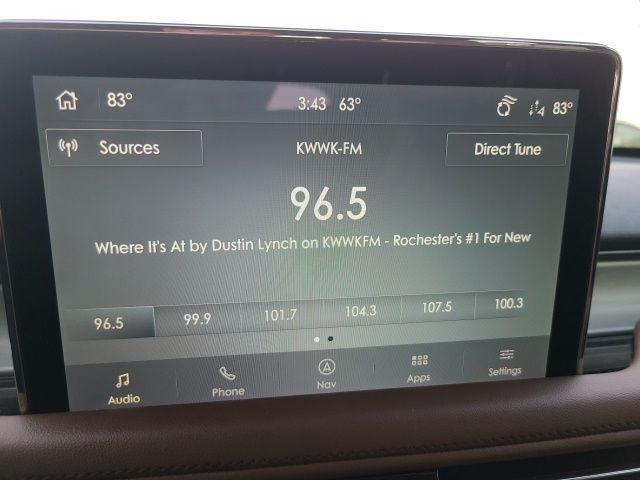 83° 3:43 63° 4 83°
Sources KWWK-FM Direct Tune
96.5
Where It's At by Dustin Lynch on KWWKFM - Rochester's #1 For New
96.5 99.9 101.7 104.3 107.5 100.3
Audio Phone Nav Apps Settings